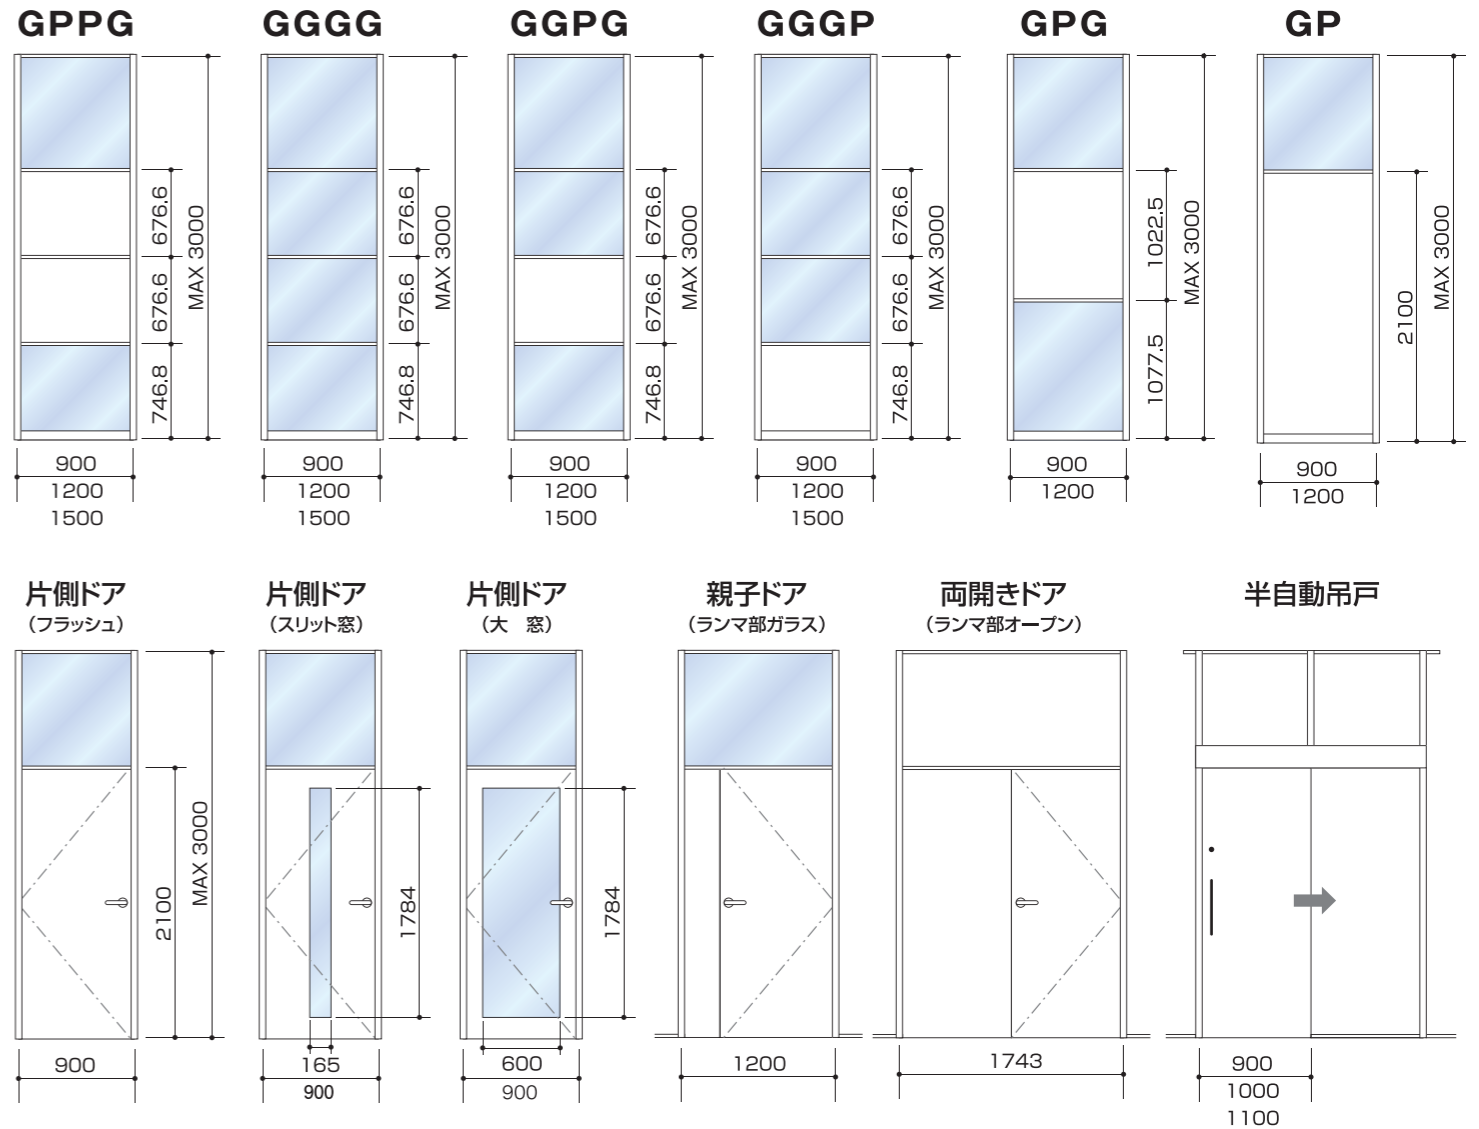 GPPG
GGGG
GGPG
GGGP
GPG
GP
676.6
676.6
746.8
MAX 3000
900
1200
1500
676.6
676.6
746.8
MAX 3000
900
1200
1500
676.6
676.6
746.8
MAX 3000
900
1200
1500
676.6
676.6
746.8
MAX 3000
900
1200
1500
1022.5
1077.5
MAX 3000
900
1200
2100
MAX 3000
900
1200
片側ドア
（フラッシュ）
2100
MAX 3000
900
片側ドア
（スリット窓）
1784
165
900
片側ドア
（大　窓）
1784
600
900
親子ドア
（ランマ部ガラス）
1200
両開きドア
（ランマ部オープン）
1743
半自動吊戸
900
1000
1100